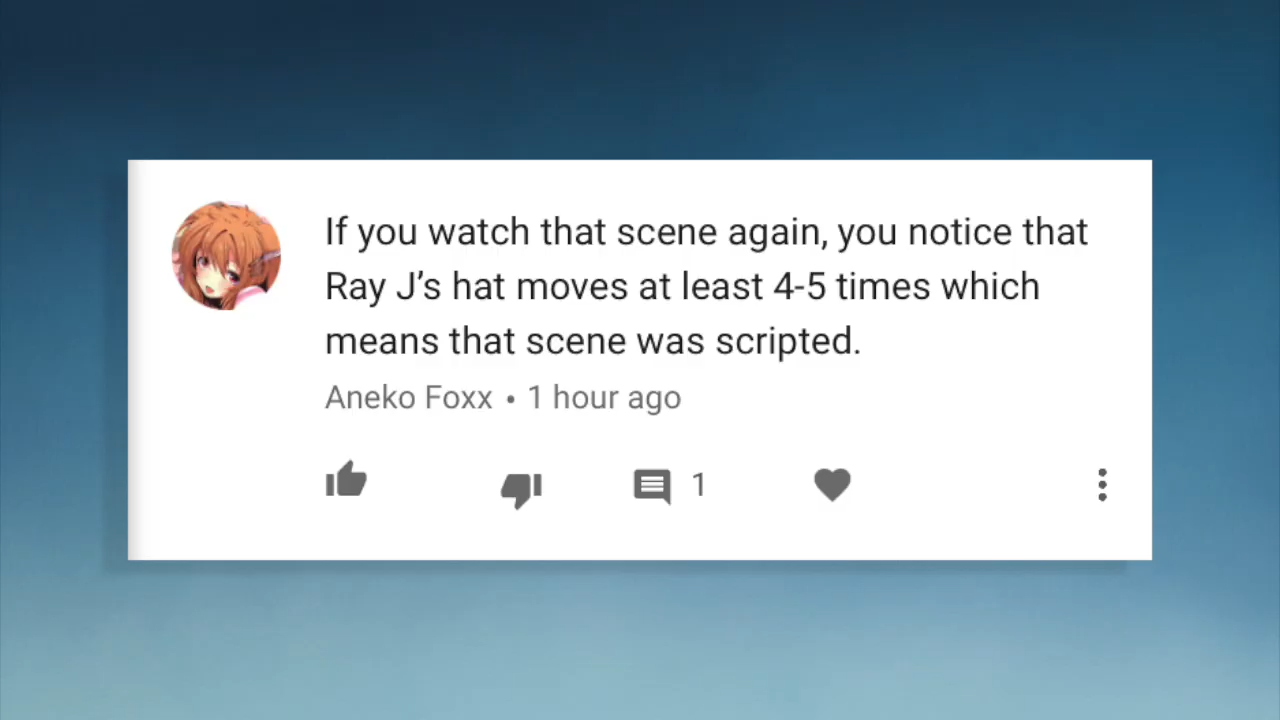 If you watch that scene again, you notice that
Ray J’s hat moves at least 4-5 times which
means that scene was scripted.
Aneko Foxx • 1 hour ago
1